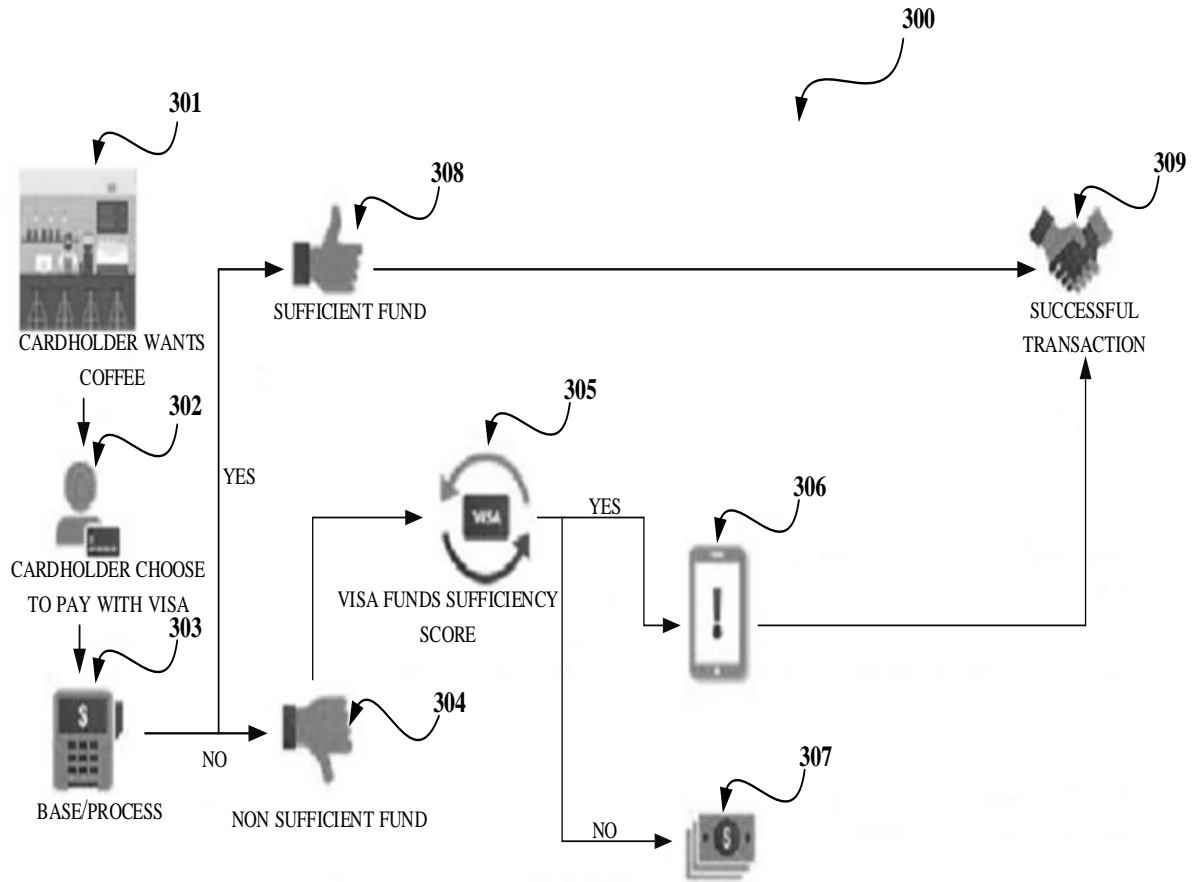 300
301
308
309
SUFFICIENT FUND
SUCCESSFUL
TRANSACTION
CARDHOLDER WANTS
COFFEE
302
305
YES
306
YES
VISA
CARDHOLDER CHOOSE
TO PAY WITH VISA
VISA FUNDS SUFFICIENCY
SCORE
!
303
$
304
NO
307
BASE/PROCESS
NON SUFFICIENT FUND
NO
$